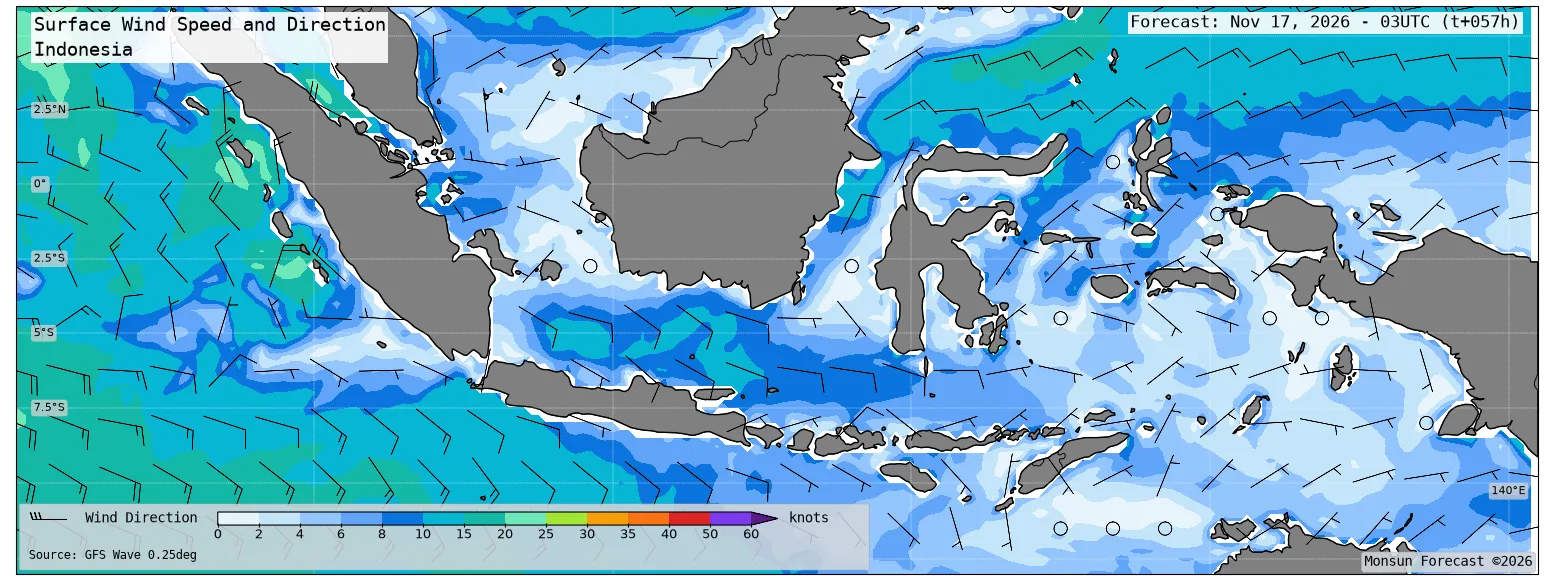 Surface Wind Speed and Direction
Indonesia
Forecast: Nov 17, 2026 - 03UTC (t+057h)
2.5°N
0°
2.5°S
5°S
7.5°S
140°E
Wind Direction
0 2 4 6 8 10 15 20 25 30 35 40 50 60
knots
Source: GFS Wave 0.25deg
Monsun Forecast ©2026